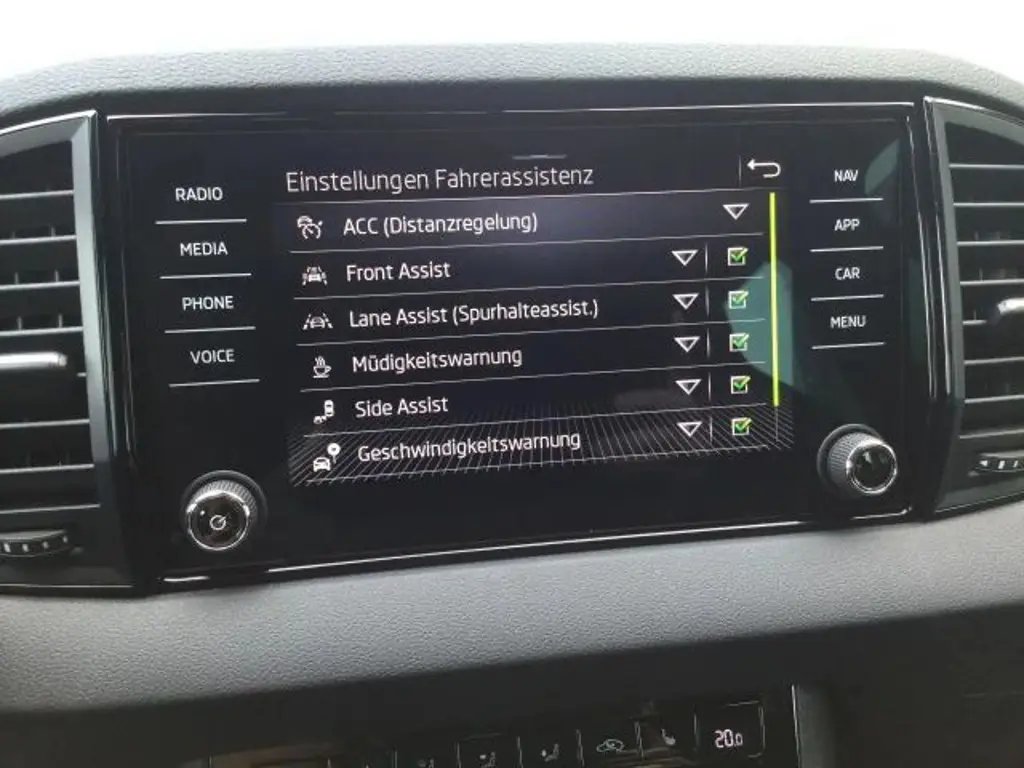 Einstellungen Fahrerassistenz
RADIO
MEDIA
PHONE
VOICE
ACC (Distanzregelung)
Front Assist
Lane Assist (Spurhalteassist.)
Müdigkeitswarnung
Side Assist
Geschwindigkeitswarnung
NAV
APP
CAR
MENU
20.0